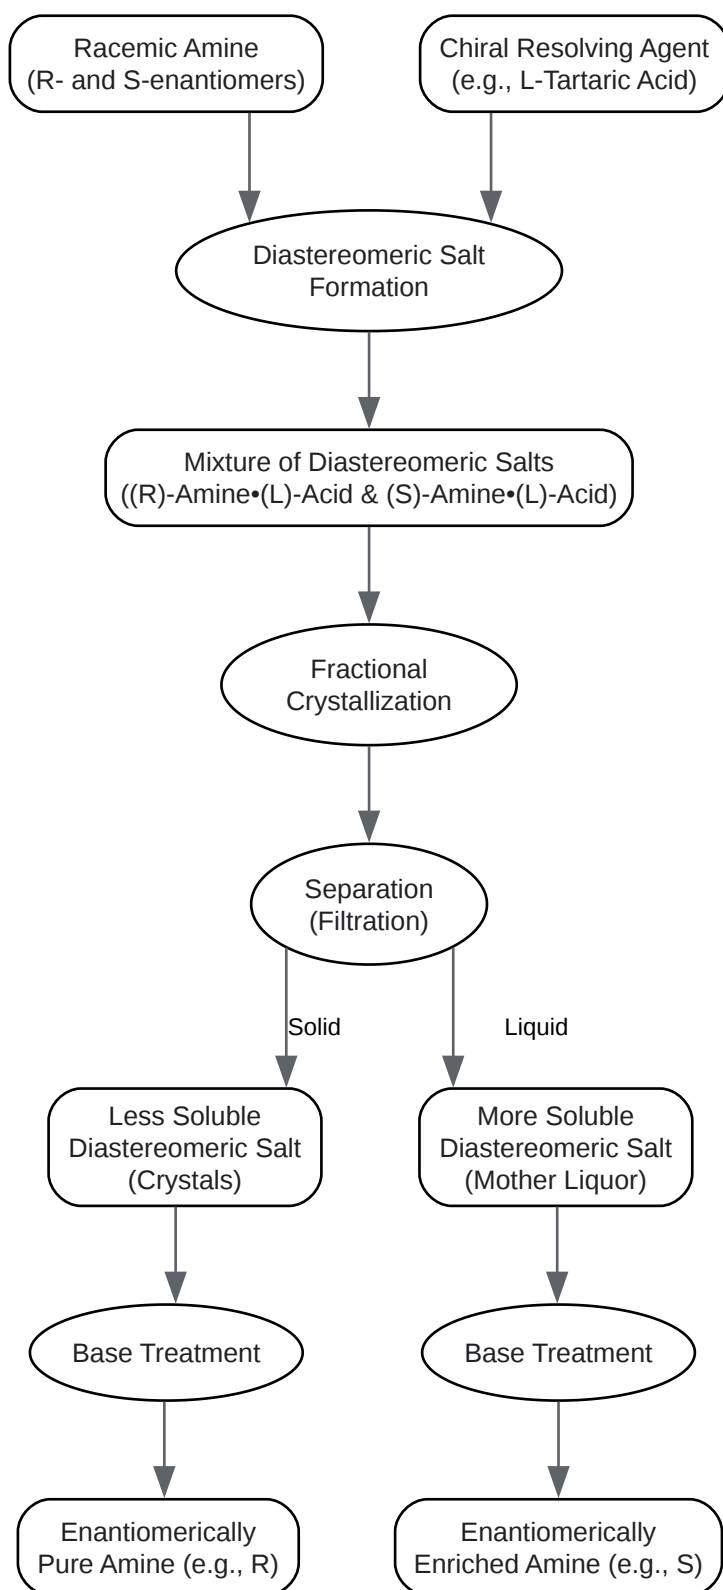 Racemic Amine
(R- and S-enantiomers)
Chiral Resolving Agent
(e.g., L-Tartaric Acid)
Diastereomeric Salt
Formation
Mixture of Diastereomeric Salts
((R)-Amine•(L)-Acid & (S)-Amine•(L)-Acid)
Fractional
Crystallization
Separation
(Filtration)
Solid
Liquid
Less Soluble
Diastereomeric Salt
(Crystals)
More Soluble
Diastereomeric Salt
(Mother Liquor)
Base Treatment
Base Treatment
Enantiomerically
Pure Amine (e.g., R)
Enantiomerically
Enriched Amine (e.g., S)